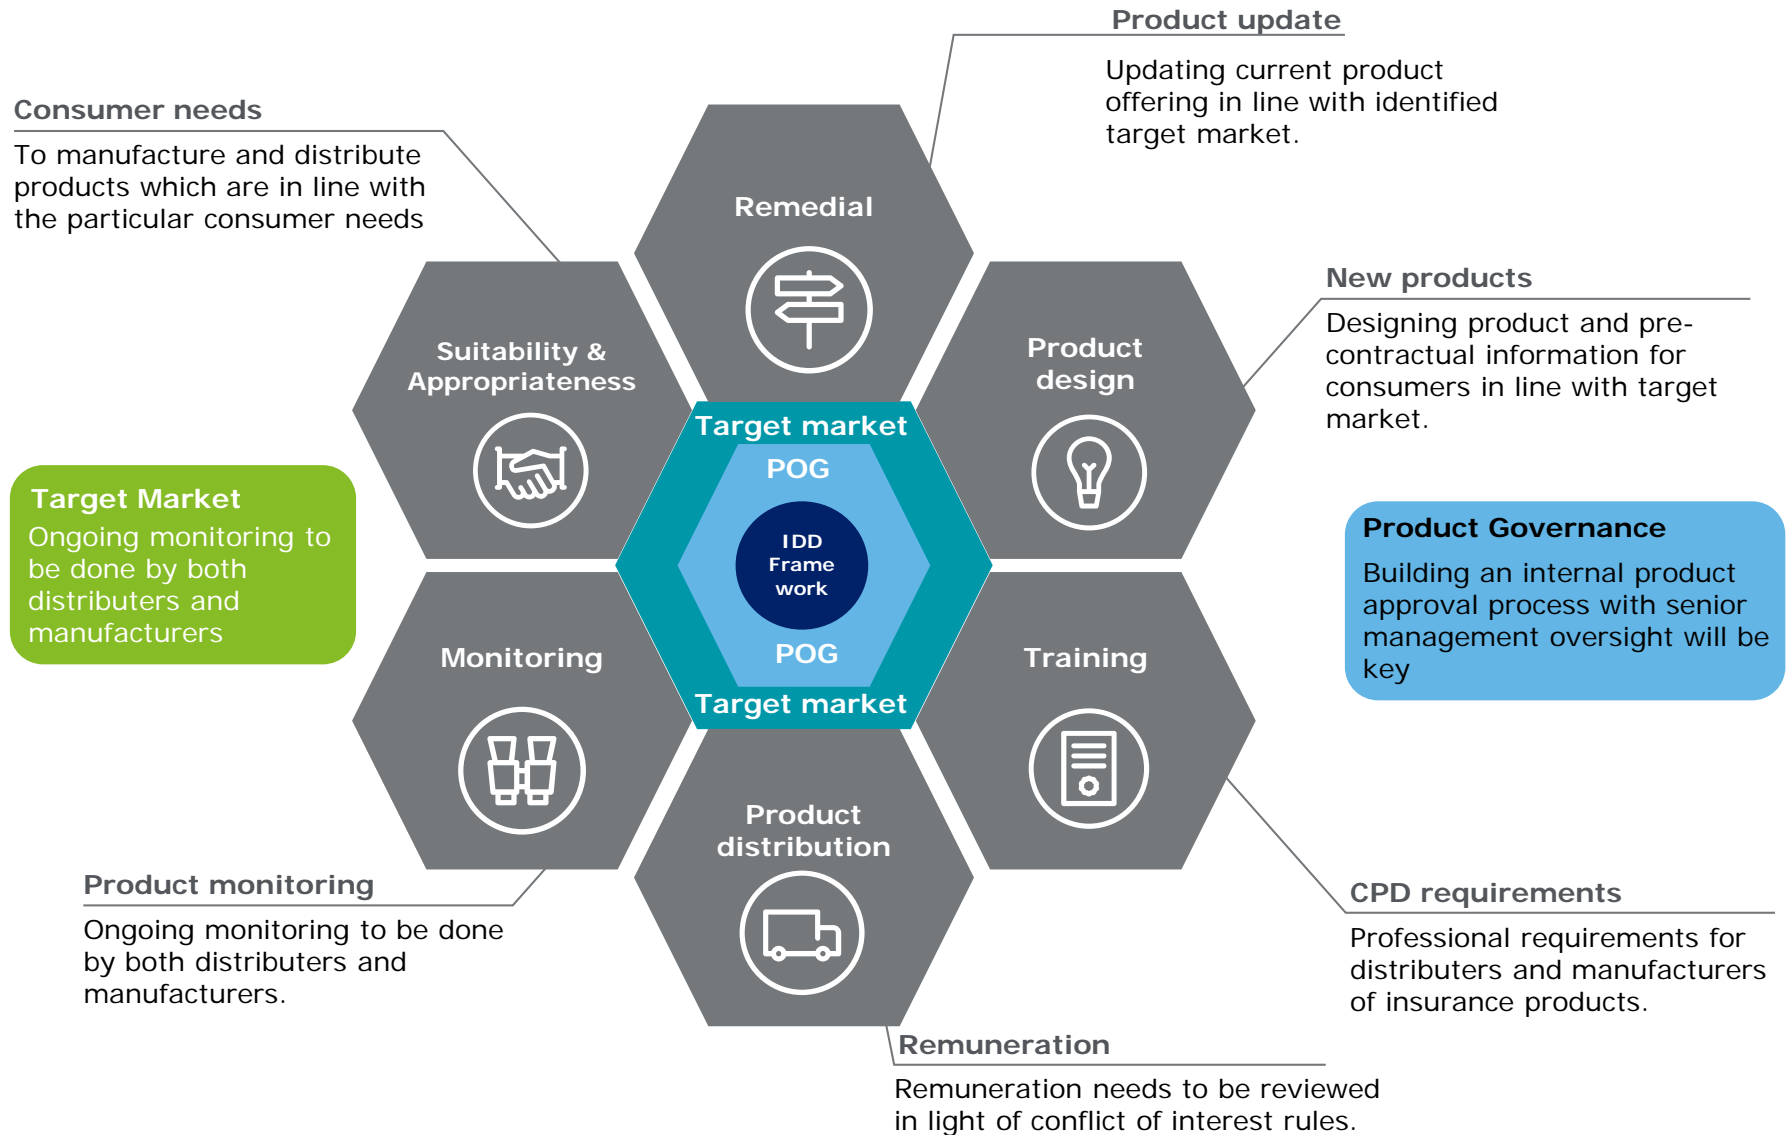 Product update
Updating current product
offering in line with identified
target market.
Consumer needs
To manufacture and distribute
products which are in line with
the particular consumer needs
Remedial
New products
Designing product and pre-
contractual information for
consumers in line with target
market.
Suitability &
Appropriateness
Product
design
Target market
POG
IDD
Frame
work
POG
Target market
Target Market
Ongoing monitoring to
be done by both
distributers and
manufacturers
Product Governance
Building an internal product
approval process with senior
management oversight will be
key
Monitoring
Training
Product
distribution
Product monitoring
Ongoing monitoring to be done
by both distributers and
manufacturers.
CPD requirements
Professional requirements for
distributers and manufacturers
of insurance products.
Remuneration
Remuneration needs to be reviewed
in light of conflict of interest rules.